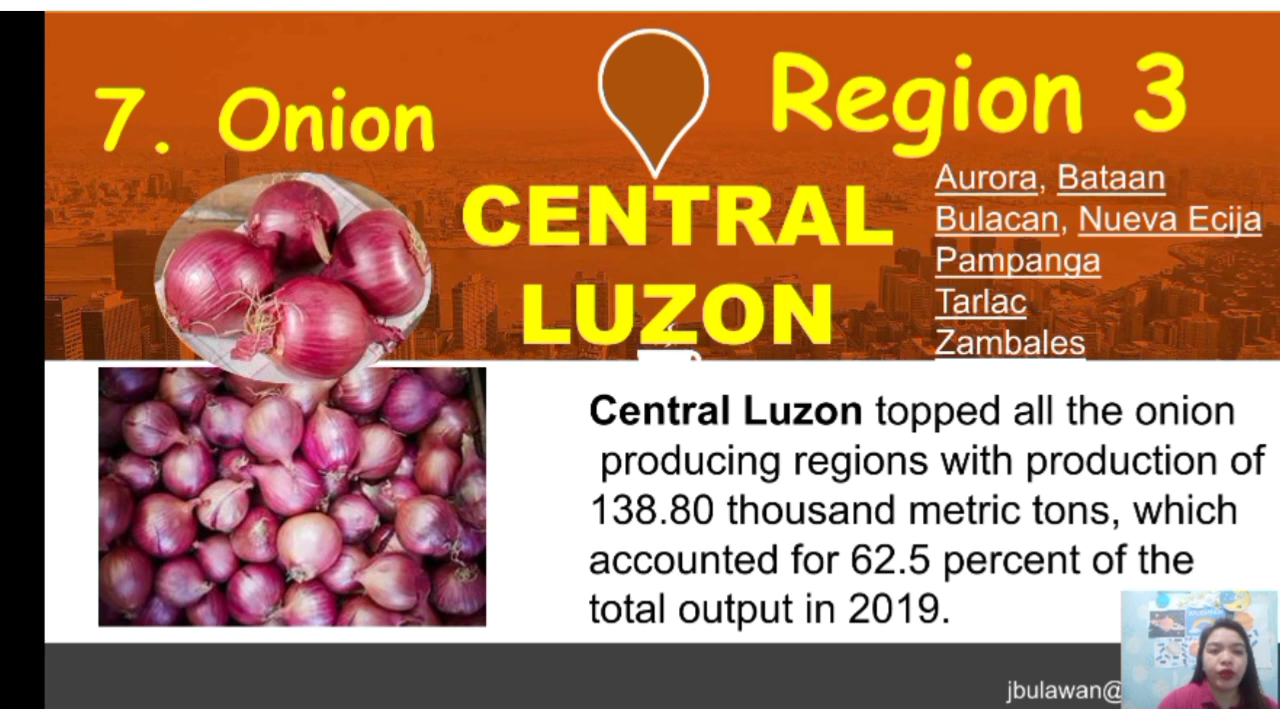 7. Onion
Region 3
CENTRAL
LUZON
Aurora, Bataan
Bulacan, Nueva Ecija
Pampanga
Tarlac
Zambales
Central Luzon topped all the onion
producing regions with production of
138.80 thousand metric tons, which
accounted for 62.5 percent of the
total output in 2019.
jbulawan@